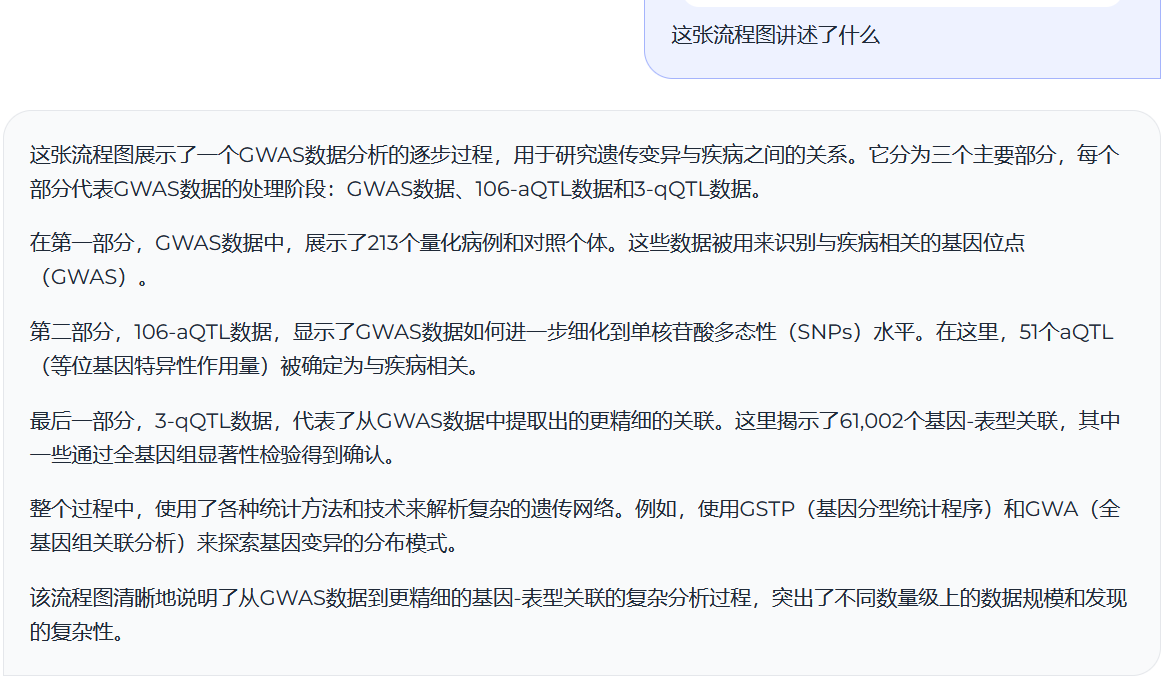 这张流程图讲述了什么
这张流程图展示了一个GWAS数据分析的逐步过程，用于研究遗传变异与疾病之间的关系。它分为三个主要部分，每个
部分代表GWAS数据的处理阶段：GWAS数据、106-aQTL数据和3-qQTL数据。
在第一部分，GWAS数据中，展示了213个量化病例和对照个体。这些数据被用来识别与疾病相关的基因位点
（GWAS）。
第二部分，106-aQTL数据，显示了GWAS数据如何进一步细化到单核苷酸多态性（SNPs）水平。在这里，51个aQTL
（等位基因特异性作用量）被确定为与疾病相关。
最后一部分，3-qQTL数据，代表了从GWAS数据中提取出的更精细的关联。这里揭示了61,002个基因-表型关联，其中
一些通过全基因组显著性检验得到确认。
整个过程中，使用了各种统计方法和技术来解析复杂的遗传网络。例如，使用GSTP（基因分型统计程序）和GWA（全
基因组关联分析）来探索基因变异的分布模式。
该流程图清晰地说明了从GWAS数据到更精细的基因-表型关联的复杂分析过程，突出了不同数量级上的数据规模和发现
的复杂性。